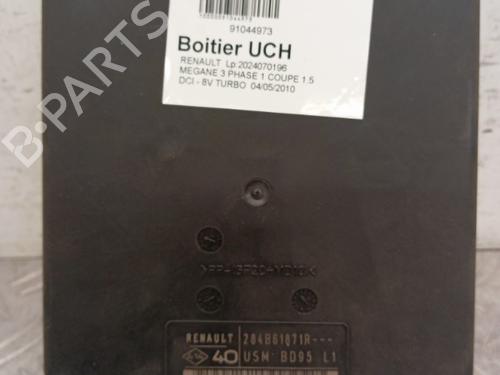 91044973
Boitier UCH
RENAULT Lp:2024070196
MEGANE 3 PHASE 1 COUPE 1.5
DCI - 8V TURBO 04/05/2010
B-PARTS
RENAULT 284B61071R---
40 USM: BD95 L1